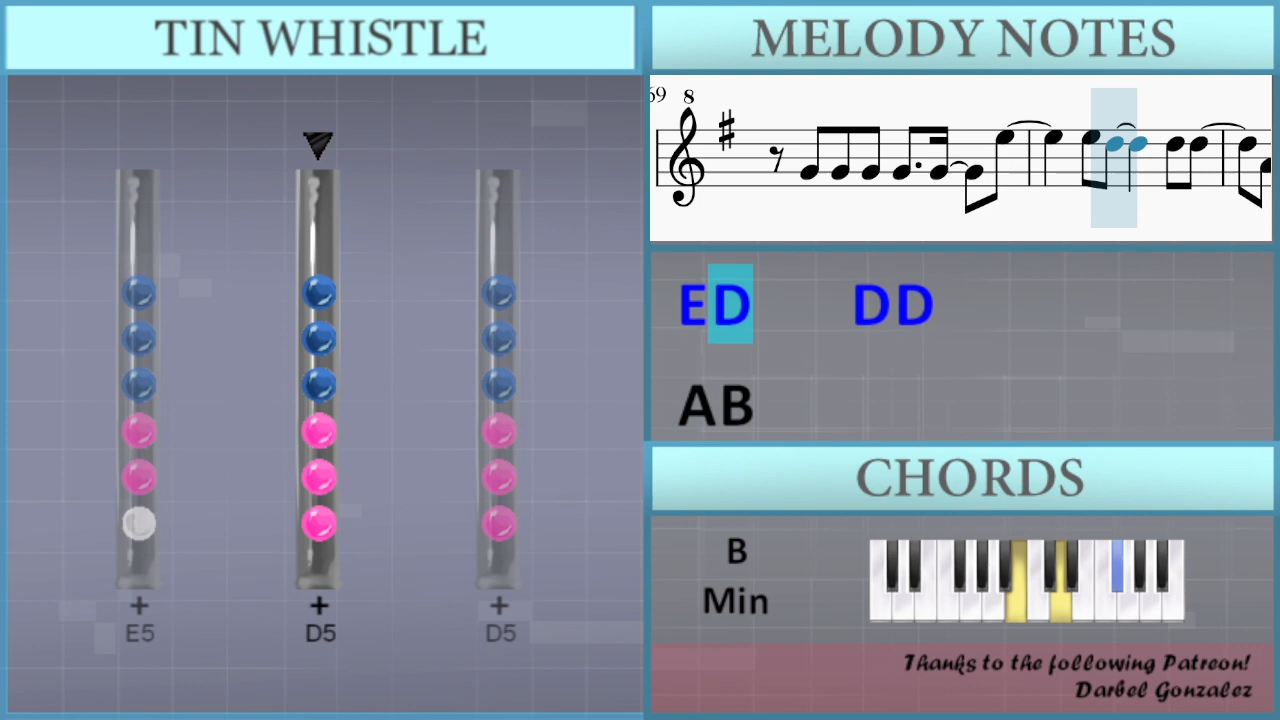 TIN WHISTLE
+ + +
E5 D5 D5
MELODY NOTES
69 8
ED DD
AB
CHORDS
B
Min
Thanks to the following Patreon!
Darbel Gonzalez